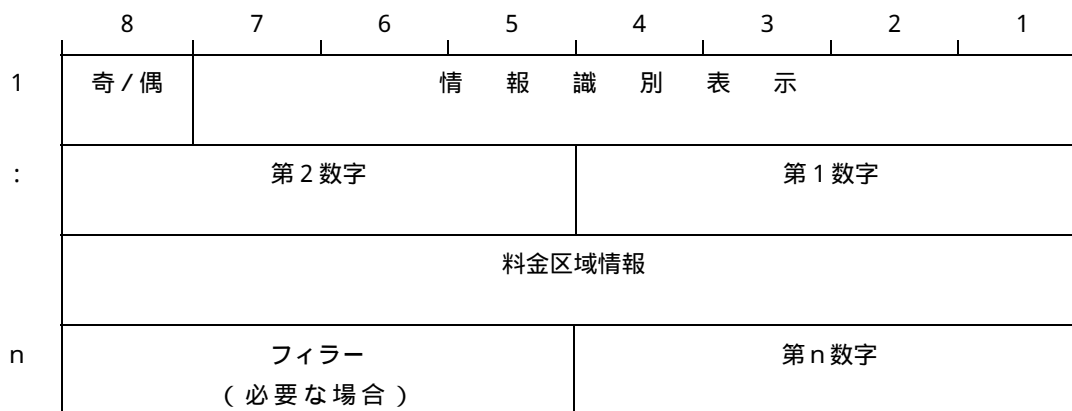 8 7 6 5 4 3 2 1
1 奇/偶 情報識別表示
: 第2数字 第1数字
料金区域情報
n フィラー 第n数字
(必要な場合)